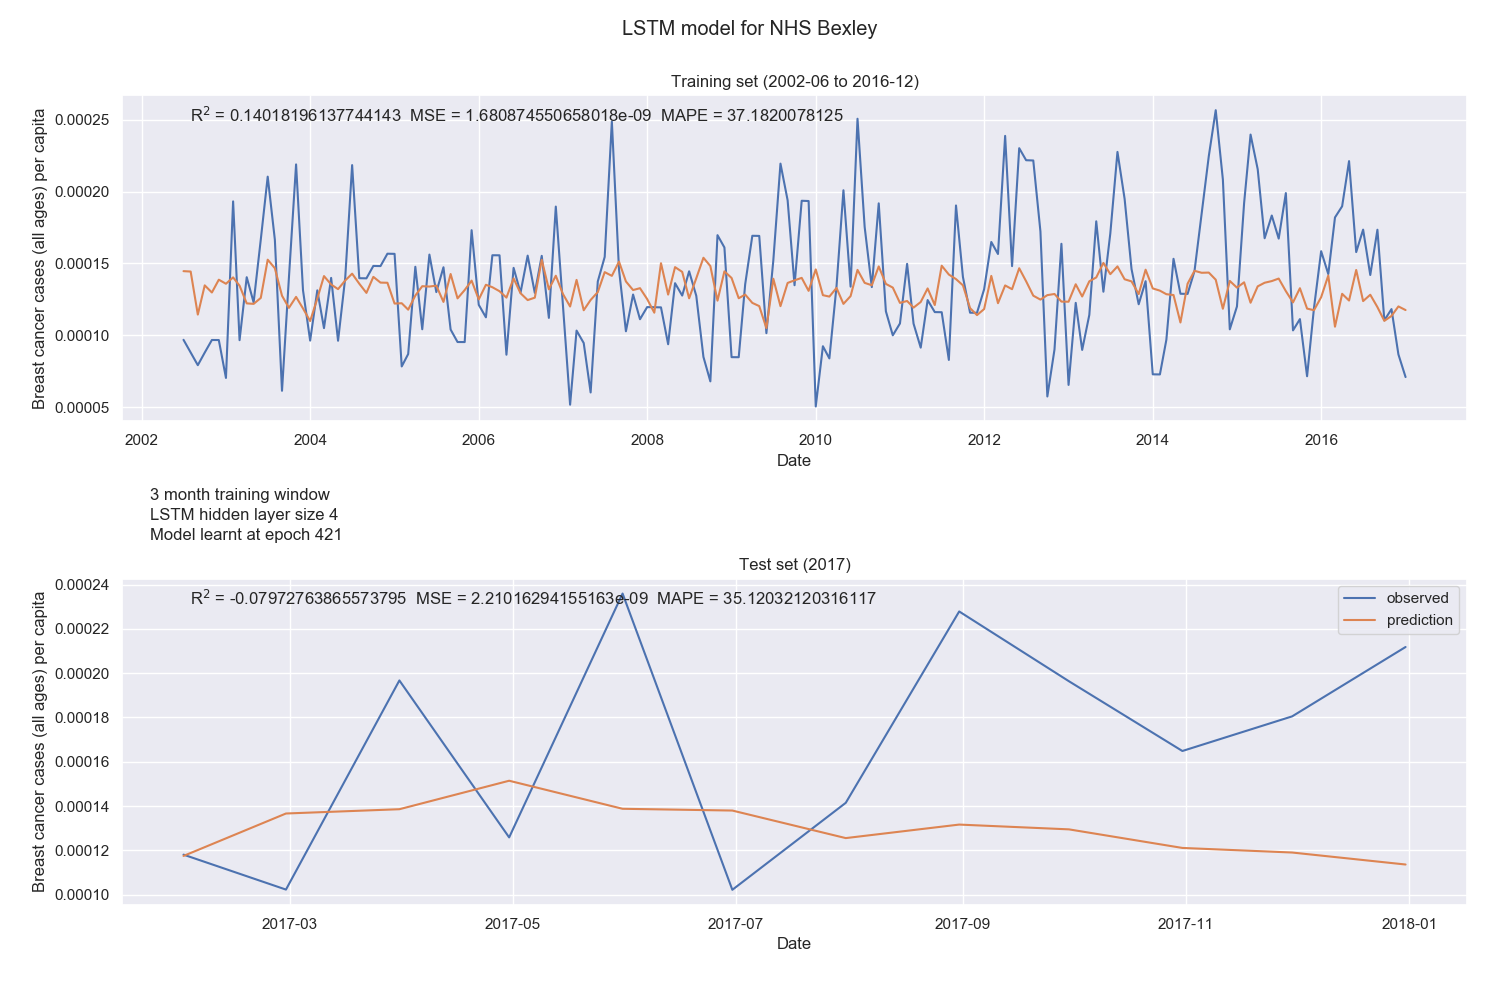 LSTM model for NHS Bexley
Training set (2002-06 to 2016-12)
R² = 0.14018196137744143 MSE = 1.680874550658018e-09 MAPE = 37.1820078125
Breast cancer cases (all ages) per capita
0.00025
0.00020
0.00015
0.00010
0.00005
2002 2004 2006 2008 2010 2012 2014 2016
Date
3 month training window
LSTM hidden layer size 4
Model learnt at epoch 421
Test set (2017)
R² = -0.07972763865573795 MSE = 2.21016294155163e-09 MAPE = 35.12032120316117
observed
prediction
Breast cancer cases (all ages) per capita
0.00024
0.00022
0.00020
0.00018
0.00016
0.00014
0.00012
0.00010
2017-03 2017-05 2017-07 2017-09 2017-11 2018-01
Date